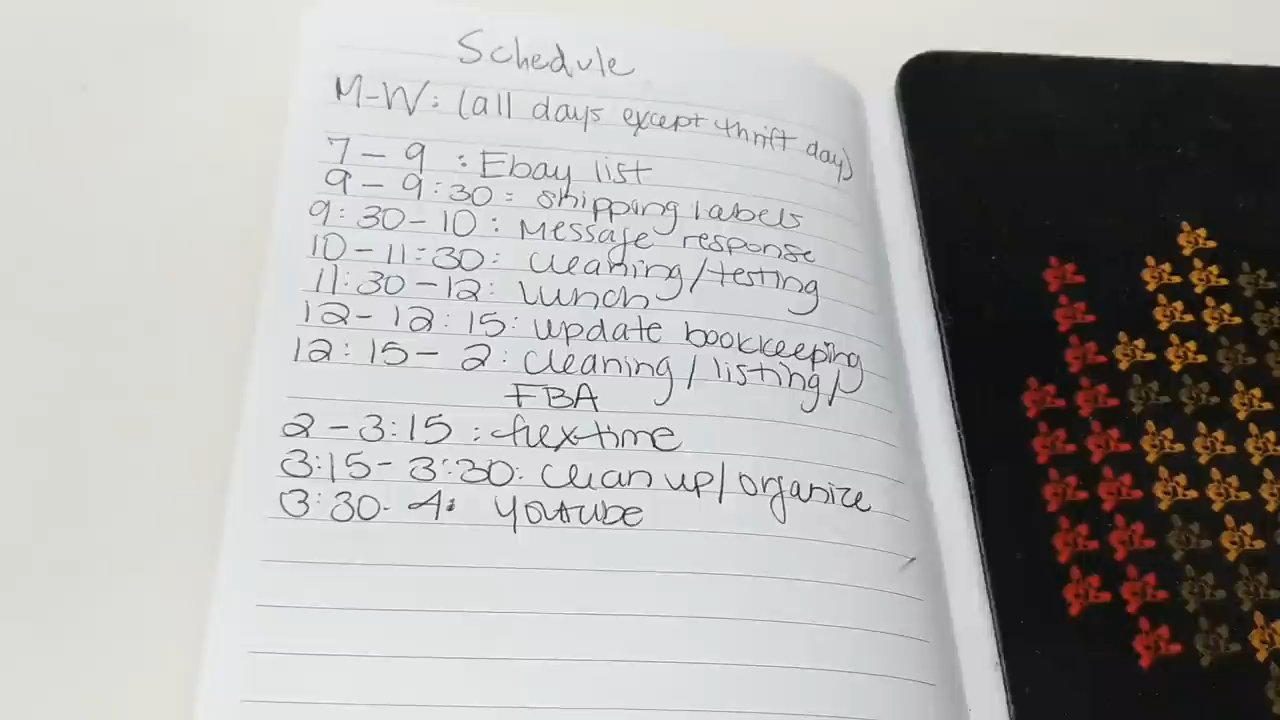 Schedule
M-W: (all days except thrift day)
7 - 9 : Ebay list
9 - 9:30: shipping labels
9:30-10: Message response
10-11:30: cleaning/testing
11:30-12: Lunch
12-12:15: update bookkeeping
12:15- 2: cleaning/listing/
FBA
2-3:15: flex time
3:15-3:30: clean up/organize
3:30-4: Youtube